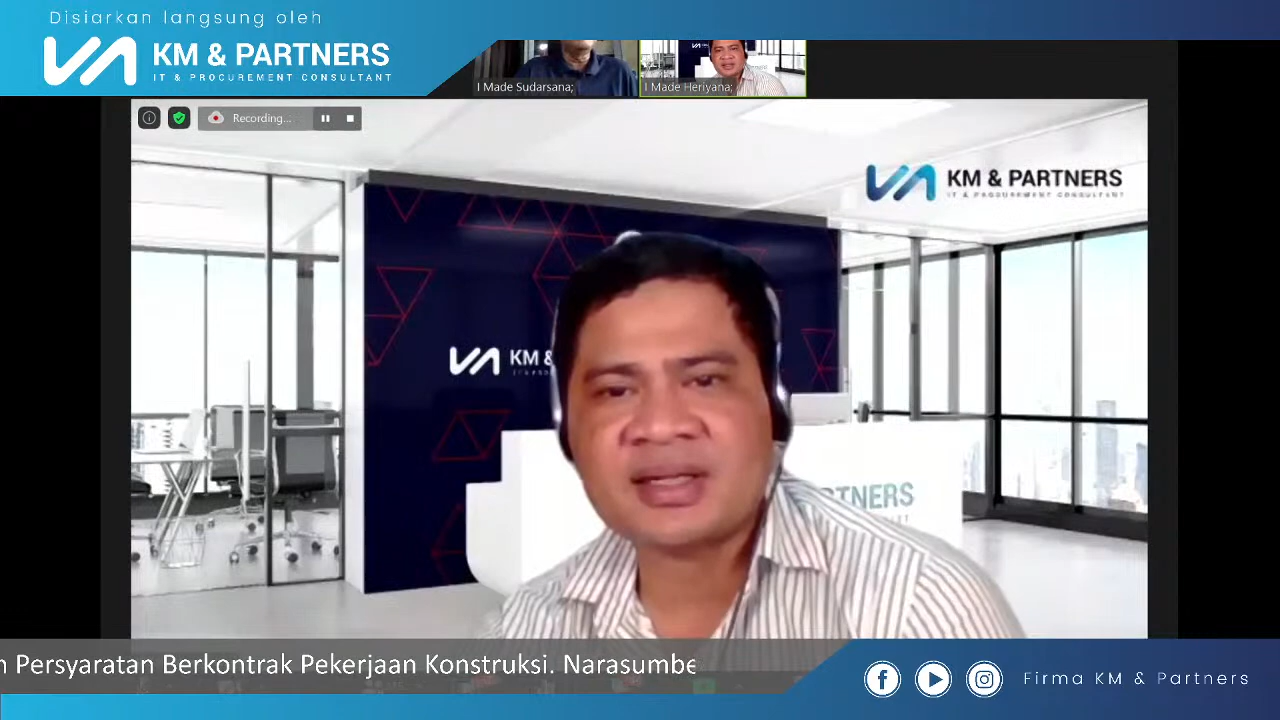 Disiarkan langsung oleh
KM & PARTNERS
IT & PROCUREMENT CONSULTANT
I Made Sudarsana;
I Made Heriyana;
Recording...
KM & PARTNERS
IT & PROCUREMENT CONSULTANT
KM &
TNERS
n Persyaratan Berkontrak Pekerjaan Konstruksi. Narasumbe
Firma KM & Partners